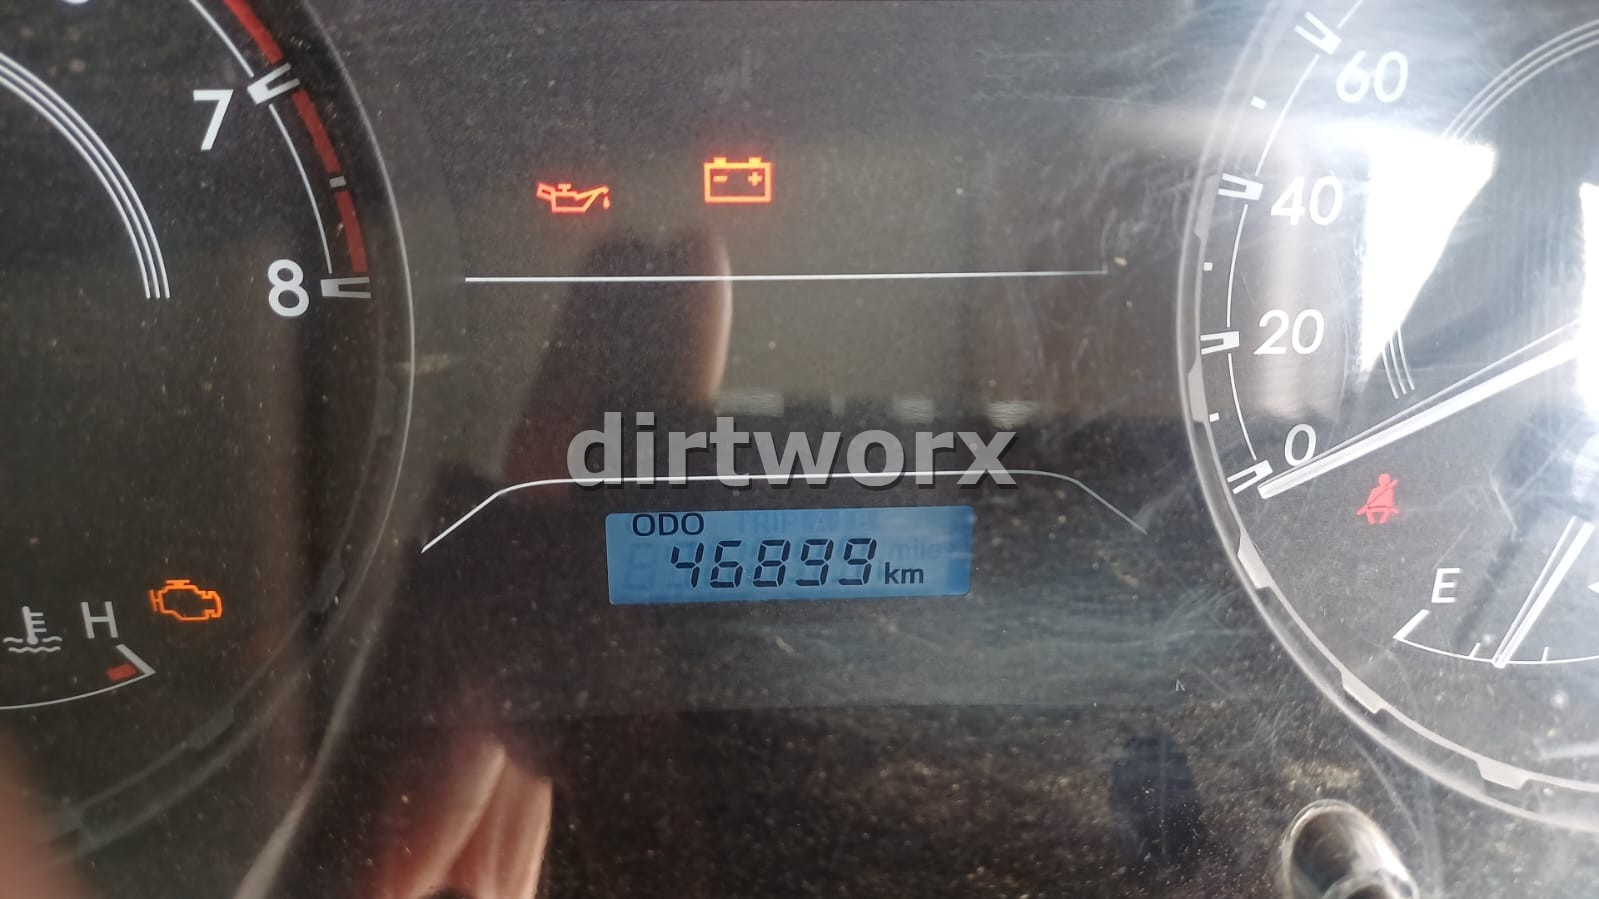 7
8
H
- +
60
40
20
0
dirtworx
ODO
46899 km
E